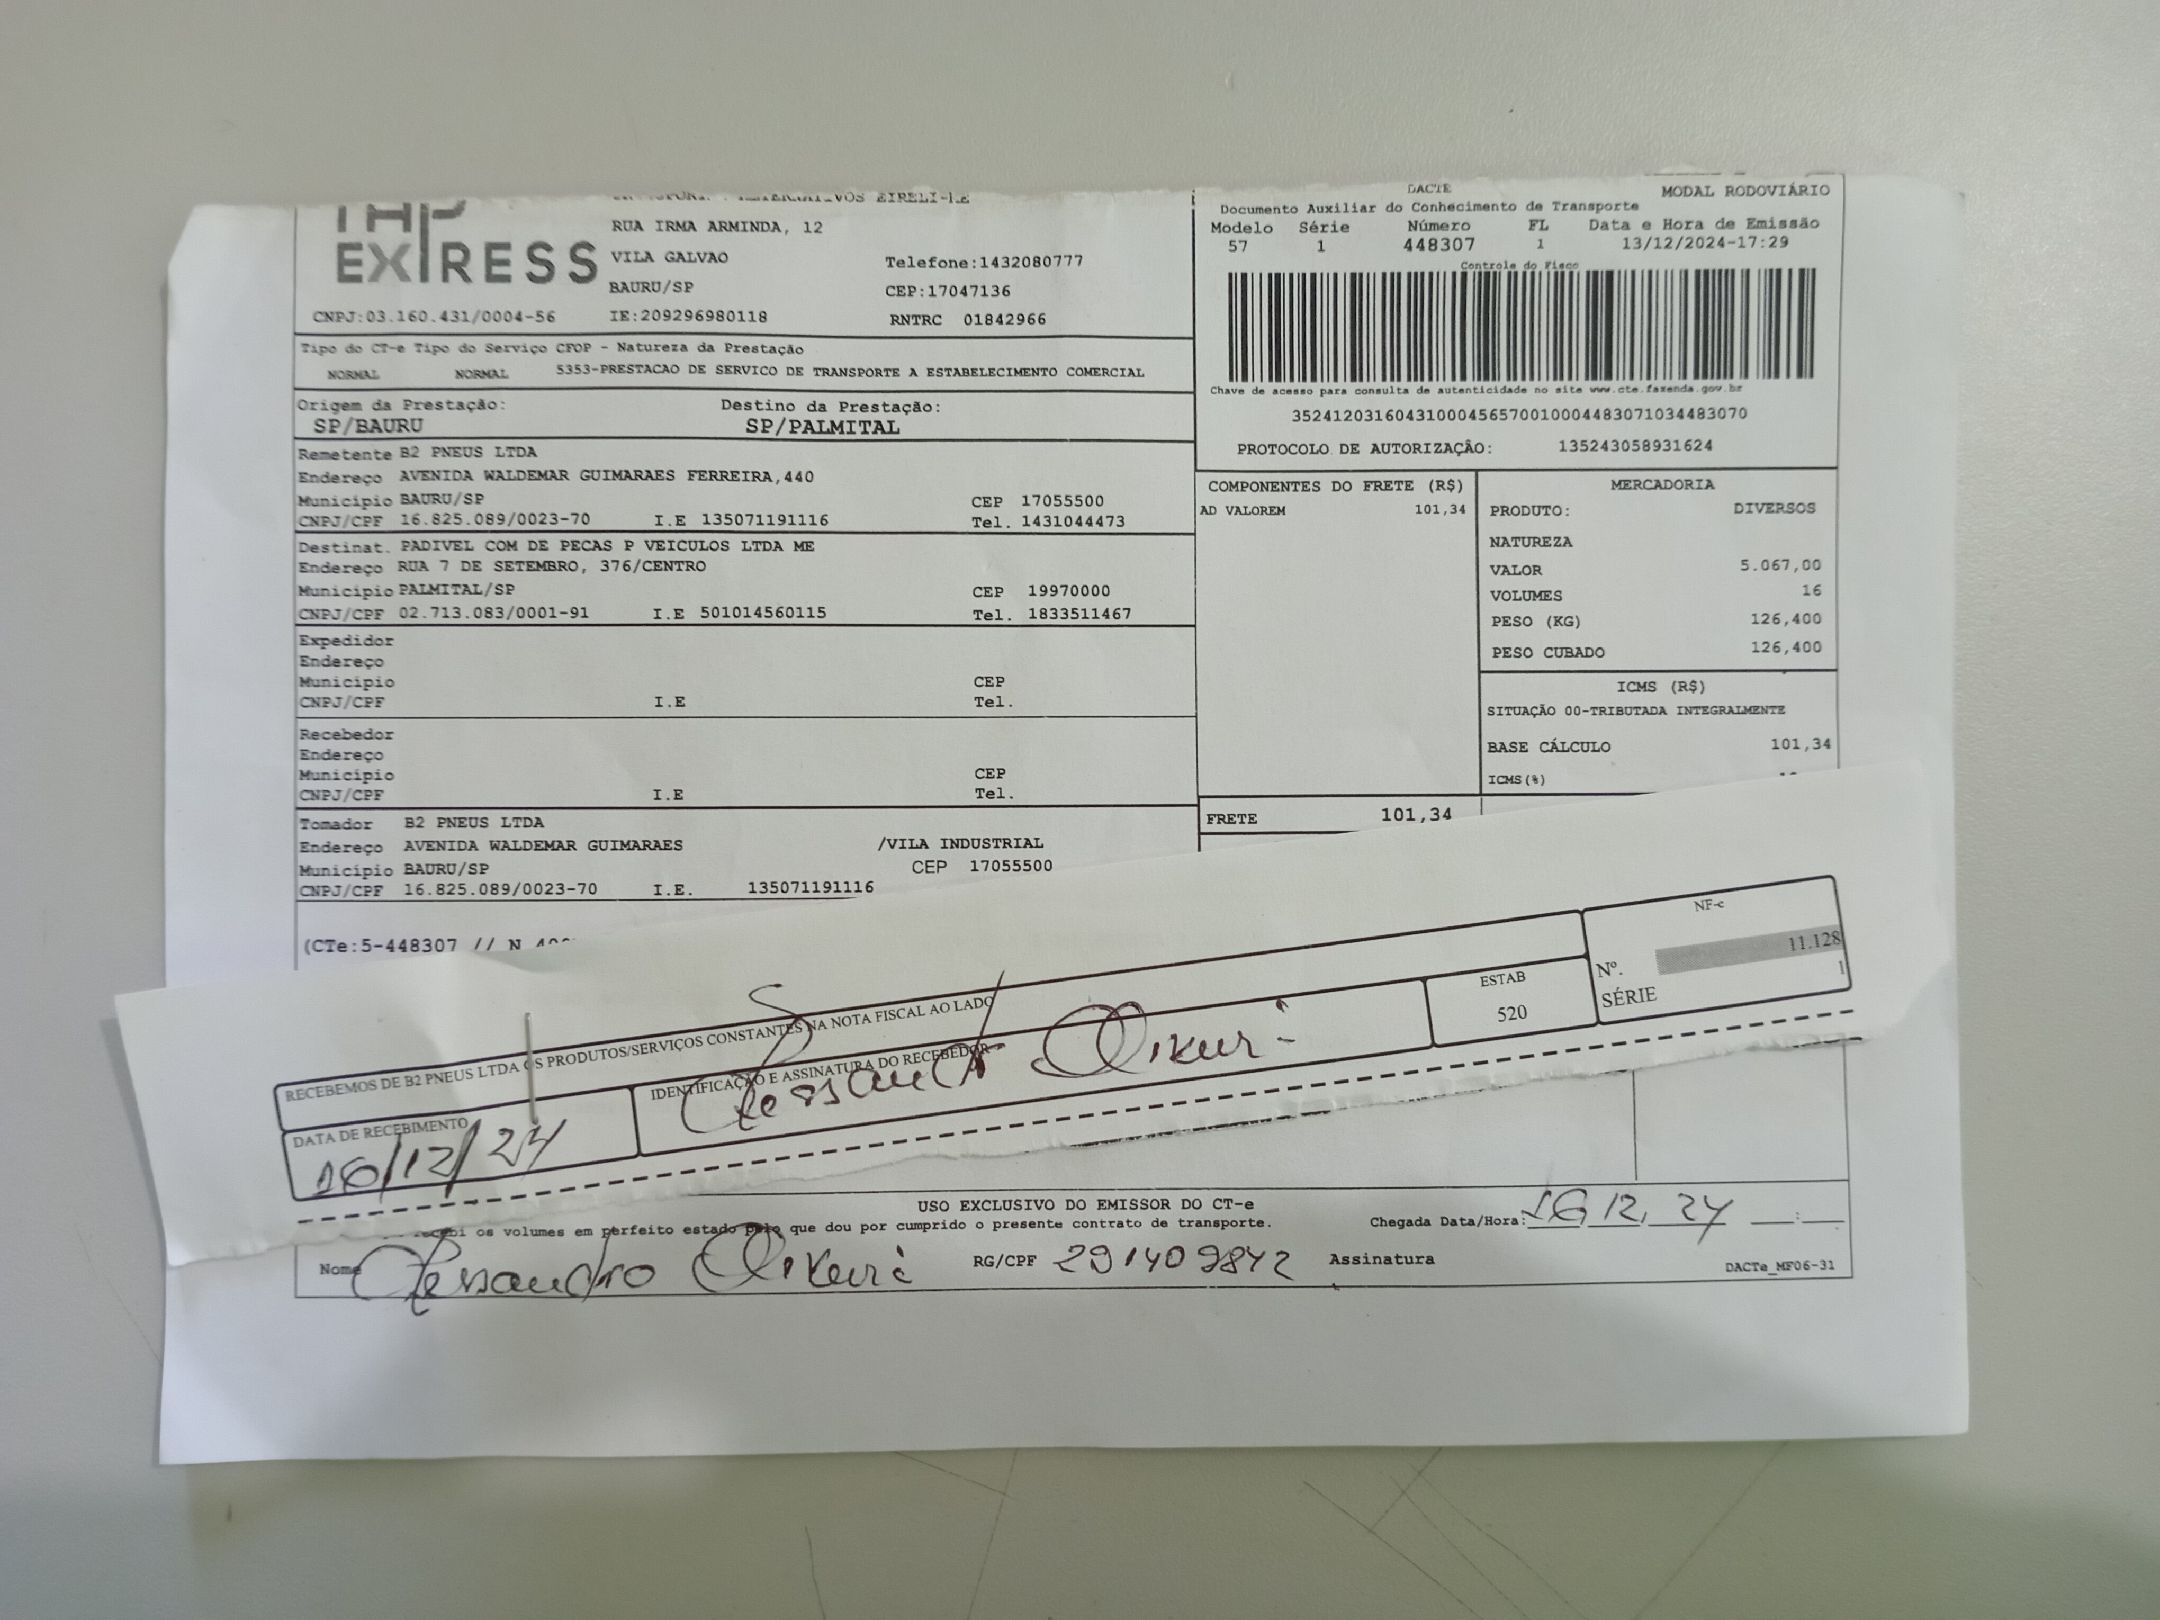 EXPRESS
EIRELI
RUA IRMA ARMINDA, 12
VILA GALVAO
Telefone:1432080777
BAURU/SP
CEP:17047136
CNPJ:03.160.431/0004-56 IE:209296980118
RNTRC 01842966
DACTE
MODAL RODOVIÁRIO
Documento Auxiliar do Conhecimento de Transporte
Modelo Série Número FL Data e Hora de Emissão
57 1 448307 1 13/12/2024-17:29
Controle do Fisco
Chave de acesso para consulta de autenticidade no site www.cte.fazenda.gov.br
35241203160431000456570010004483071034483070
PROTOCOLO DE AUTORIZAÇÂO: 135243058931624
Tipo do CT-e Tipo do Serviço CFOP - Natureza da Prestação
NORMAL NORMAL 5353-PRESTACAO DE SERVICO DE TRANSPORTE A ESTABELECIMENTO COMERCIAL
Origem da Prestação: Destino da Prestação:
SP/BAURU SP/PALMITAL
Remetente B2 PNEUS LTDA
Endereço AVENIDA WALDEMAR GUIMARAES FERREIRA,440
Município BAURU/SP CEP 17055500
CNPJ/CPF 16.825.089/0023-70 I.E 135071191116 Tel. 1431044473
Destinat. PADIVEL COM DE PECAS P VEICULOS LTDA ME
Endereço RUA 7 DE SETEMBRO, 376/CENTRO
Município PALMITAL/SP CEP 19970000
CNPJ/CPF 02.713.083/0001-91 I.E 501014560115 Tel. 1833511467
Expedidor
Endereço
Município CEP
CNPJ/CPF I.E Tel.
Recebedor
Endereço
Município CEP
CNPJ/CPF I.E Tel.
Tomador B2 PNEUS LTDA
Endereço AVENIDA WALDEMAR GUIMARAES /VILA INDUSTRIAL
Município BAURU/SP CEP 17055500
CNPJ/CPF 16.825.089/0023-70 I.E. 135071191116
COMPONENTES DO FRETE (R$)
AD VALOREM 101,34
MERCADORIA
PRODUTO: DIVERSOS
NATUREZA
VALOR 5.067,00
VOLUMES 16
PESO (KG) 126,400
PESO CUBADO 126,400
ICMS (R$)
SITUAÇÃO 00-TRIBUTADA INTEGRALMENTE
BASE CÁLCULO 101,34
ICMS(%)
FRETE 101,34
(CTe:5-448307 // N
RECEBEMOS DE B2 PNEUS LTDA OS PRODUTOS/SERVIÇOS CONSTANTES NA NOTA FISCAL AO LADO
NF-e
Nº. 11.128
SÉRIE 1
DATA DE RECEBIMENTO
16/12/24
IDENTIFICAÇÃO E ASSINATURA DO RECEBEDOR
ESTAB
520
USO EXCLUSIVO DO EMISSOR DO CT-e
os volumes em perfeito estado pelo que dou por cumprido o presente contrato de transporte.
Chegada Data/Hora: 16 12 24 :
Nome RG/CPF 291409842 Assinatura
DACTe_MF06-31